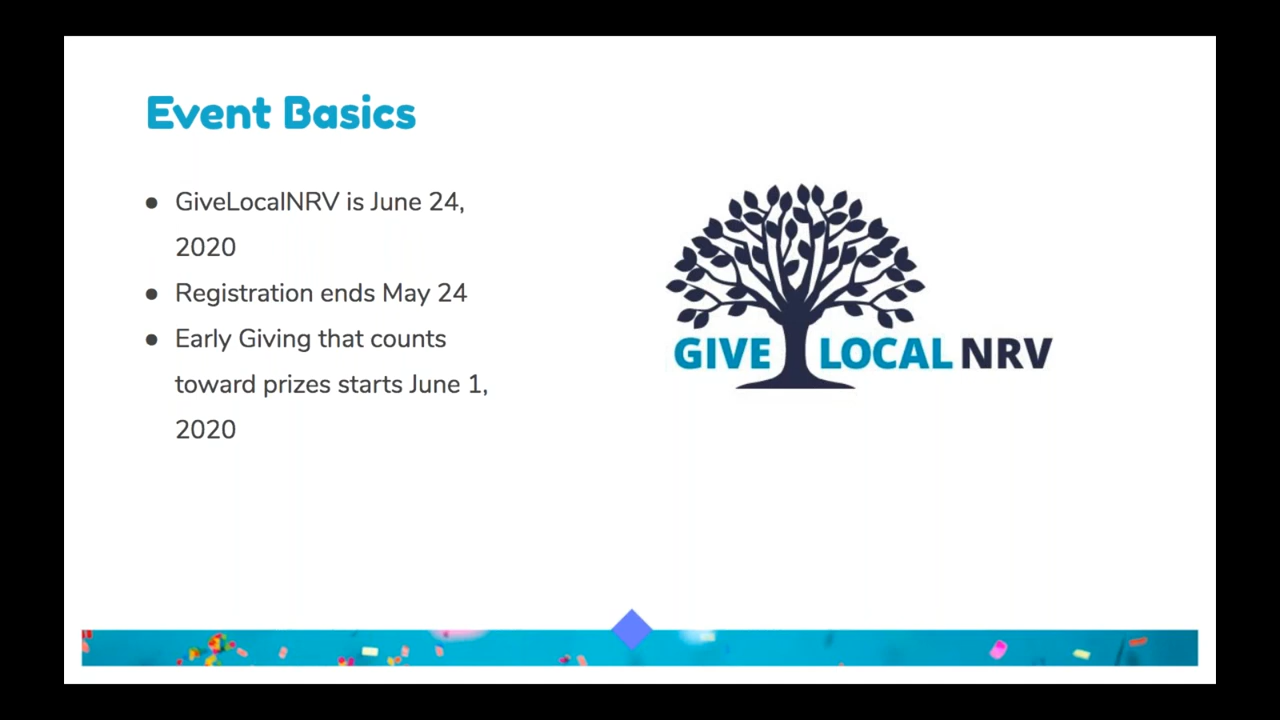 Event Basics
● GiveLocalNRV is June 24,
2020
● Registration ends May 24
● Early Giving that counts
toward prizes starts June 1,
2020
GIVE LOCAL NRV